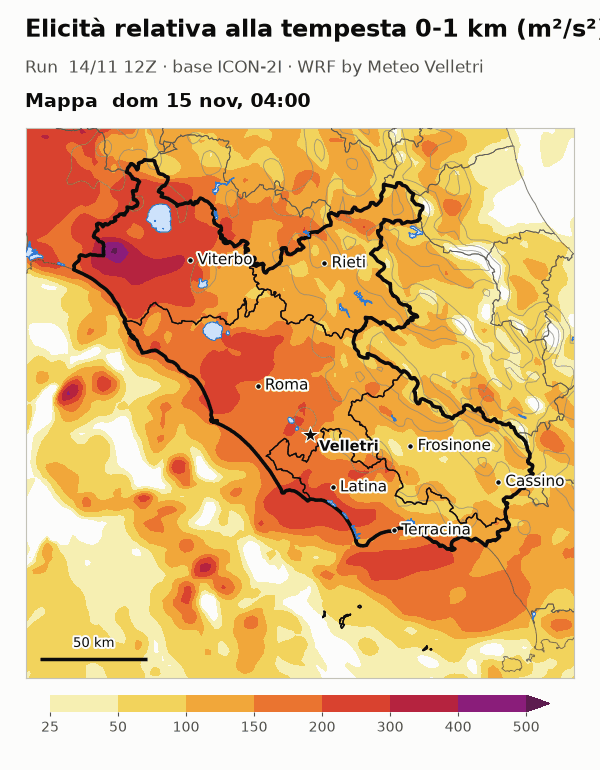 Elicità relativa alla tempesta 0-1 km (m²/s²)
Run 14/11 12Z · base ICON-2I · WRF by Meteo Velletri
Mappa dom 15 nov, 04:00
Viterbo
Rieti
Roma
Velletri
Frosinone
Latina
Cassino
Terracina
50 km
25 50 100 150 200 300 400 500